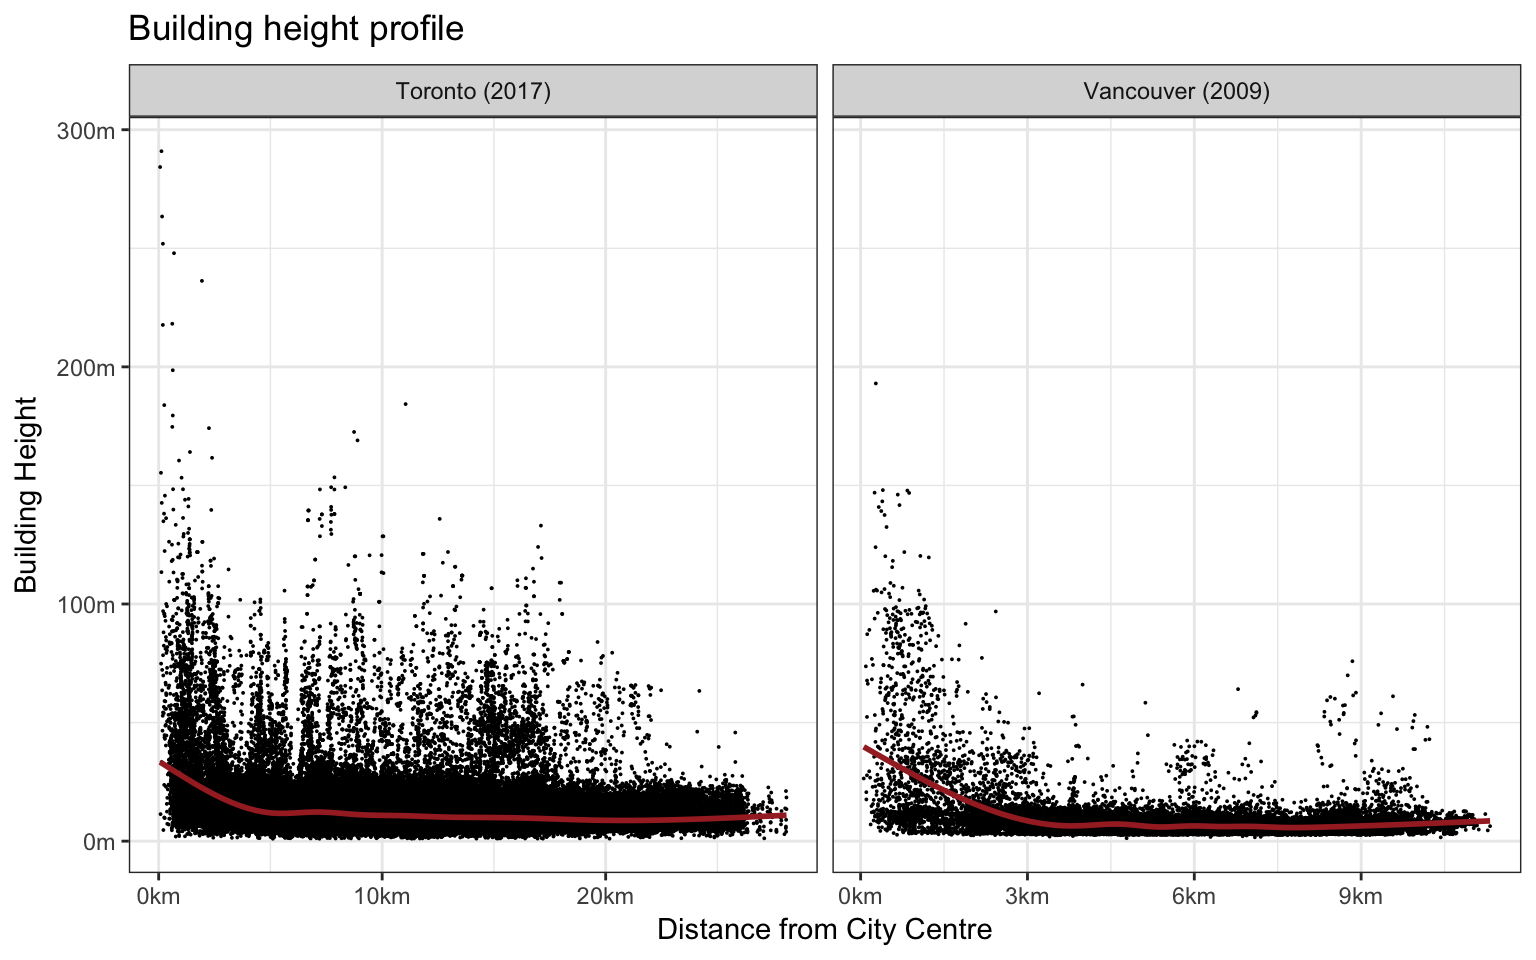 Building height profile
Toronto (2017)
Vancouver (2009)
Building Height
300m
200m
100m
0m
0km
10km
20km
0km
3km
6km
9km
Distance from City Centre